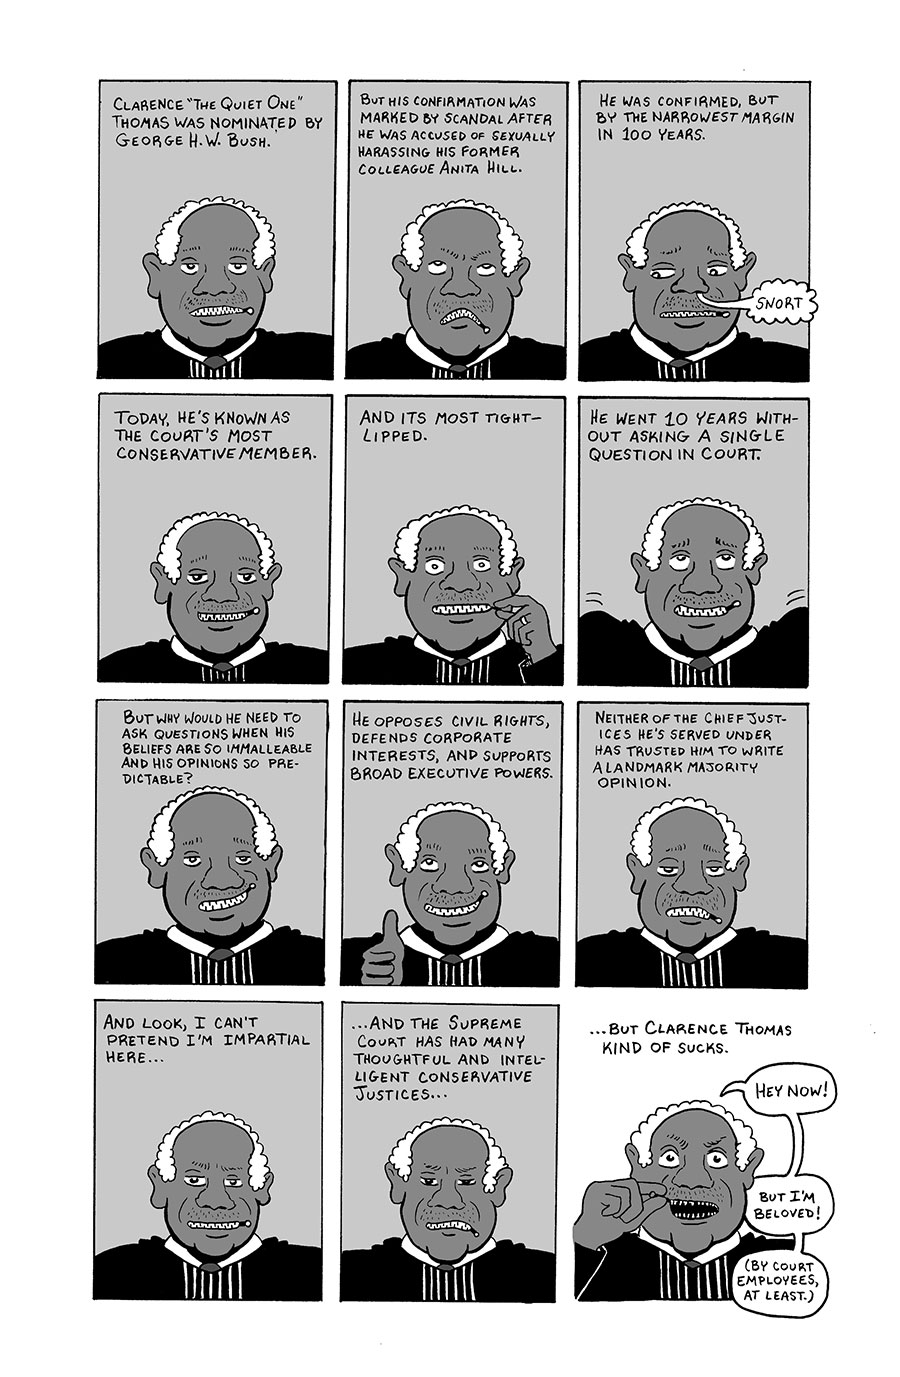 CLARENCE "THE QUIET ONE"
THOMAS WAS NOMINATED BY
GEORGE H.W. BUSH.
BUT HIS CONFIRMATION WAS
MARKED BY SCANDAL AFTER
HE WAS ACCUSED OF SEXUALLY
HARASSING HIS FORMER
COLLEAGUE ANITA HILL.
HE WAS CONFIRMED, BUT
BY THE NARROWEST MARGIN
IN 100 YEARS.
SNORT
TODAY, HE'S KNOWN AS
THE COURT'S MOST
CONSERVATIVE MEMBER.
AND ITS MOST TIGHT-
LIPPED.
HE WENT 10 YEARS WITH-
OUT ASKING A SINGLE
QUESTION IN COURT.
BUT WHY WOULD HE NEED TO
ASK QUESTIONS WHEN HIS
BELIEFS ARE SO IMMALLEABLE
AND HIS OPINIONS SO PRE-
DICTABLE?
HE OPPOSES CIVIL RIGHTS,
DEFENDS CORPORATE
INTERESTS, AND SUPPORTS
BROAD EXECUTIVE POWERS.
NEITHER OF THE CHIEF JUST-
ICES HE'S SERVED UNDER
HAS TRUSTED HIM TO WRITE
A LANDMARK MAJORITY
OPINION.
AND LOOK, I CAN'T
PRETEND I'M IMPARTIAL
HERE...
...AND THE SUPREME
COURT HAS HAD MANY
THOUGHTFUL AND INTEL-
LIGENT CONSERVATIVE
JUSTICES...
...BUT CLARENCE THOMAS
KIND OF SUCKS.
HEY NOW!
BUT I'M
BELOVED!
(BY COURT
EMPLOYEES,
AT LEAST.)